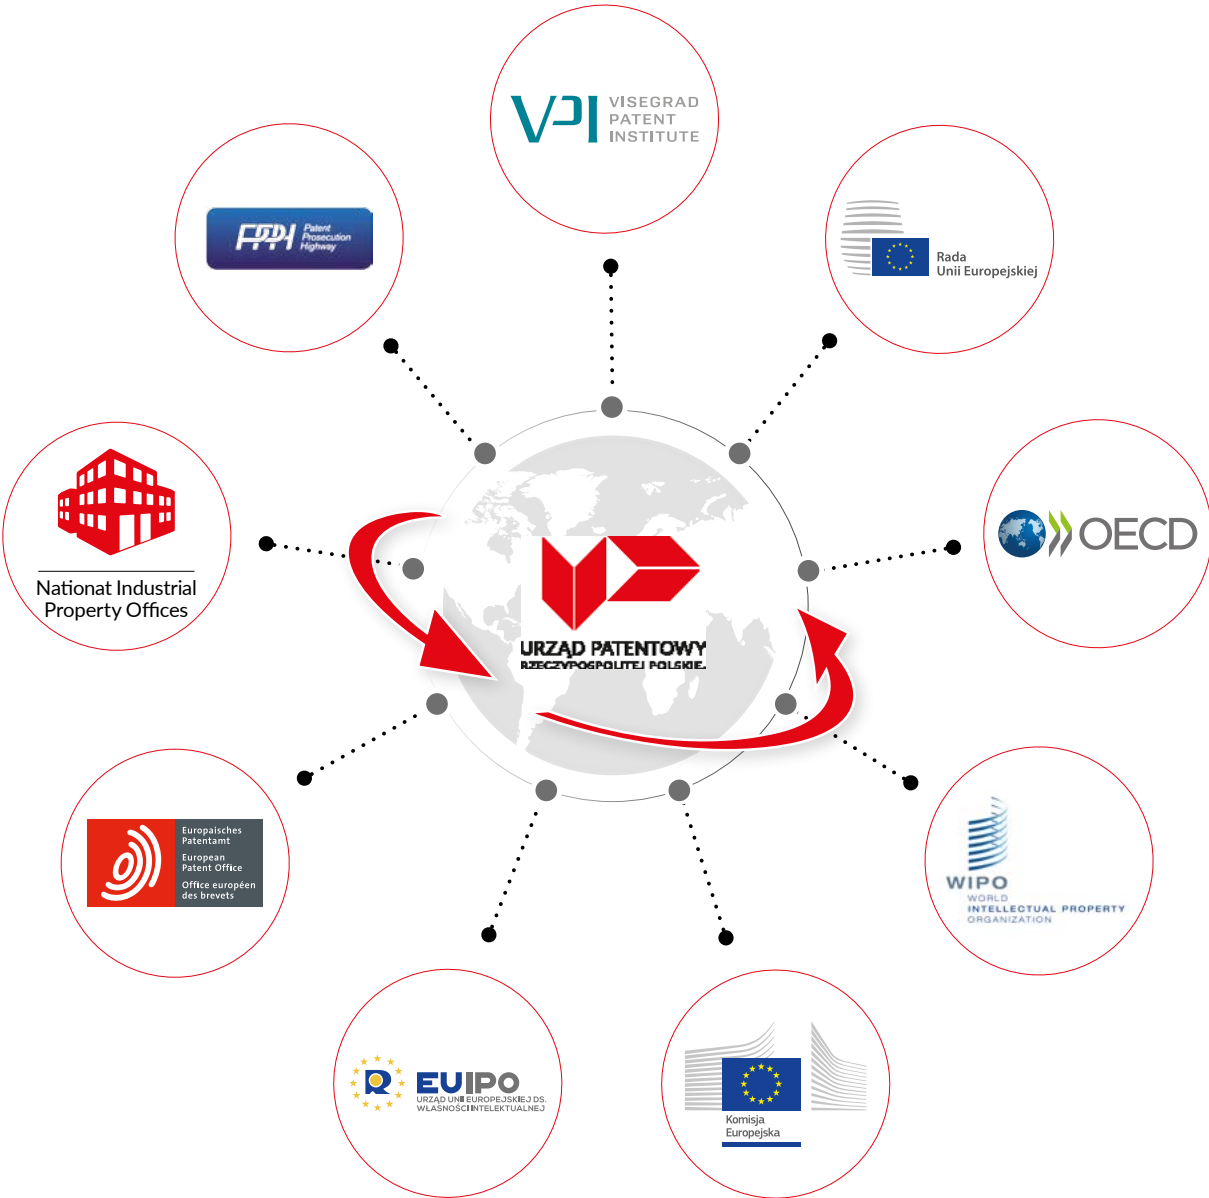 VPI
VISEGRAD
PATENT
INSTITUTE
PPH
Patent
Prosecution
Highway
Rada
Unii Europejskiej
OECD
Nationat Industrial
Property Offices
URZĄD PATENTOWY
RZECZYPOSPOLITEJ POLSKIEJ
Europaisches
Patentamt
European
Patent Office
Office européen
des brevets
WIPO
WORLD
INTELLECTUAL PROPERTY
ORGANIZATION
EUIPO
URZĄD UNII EUROPEJSKIEJ DS.
WŁASNOŚCI INTELEKTUALNEJ
Komisja
Europejska